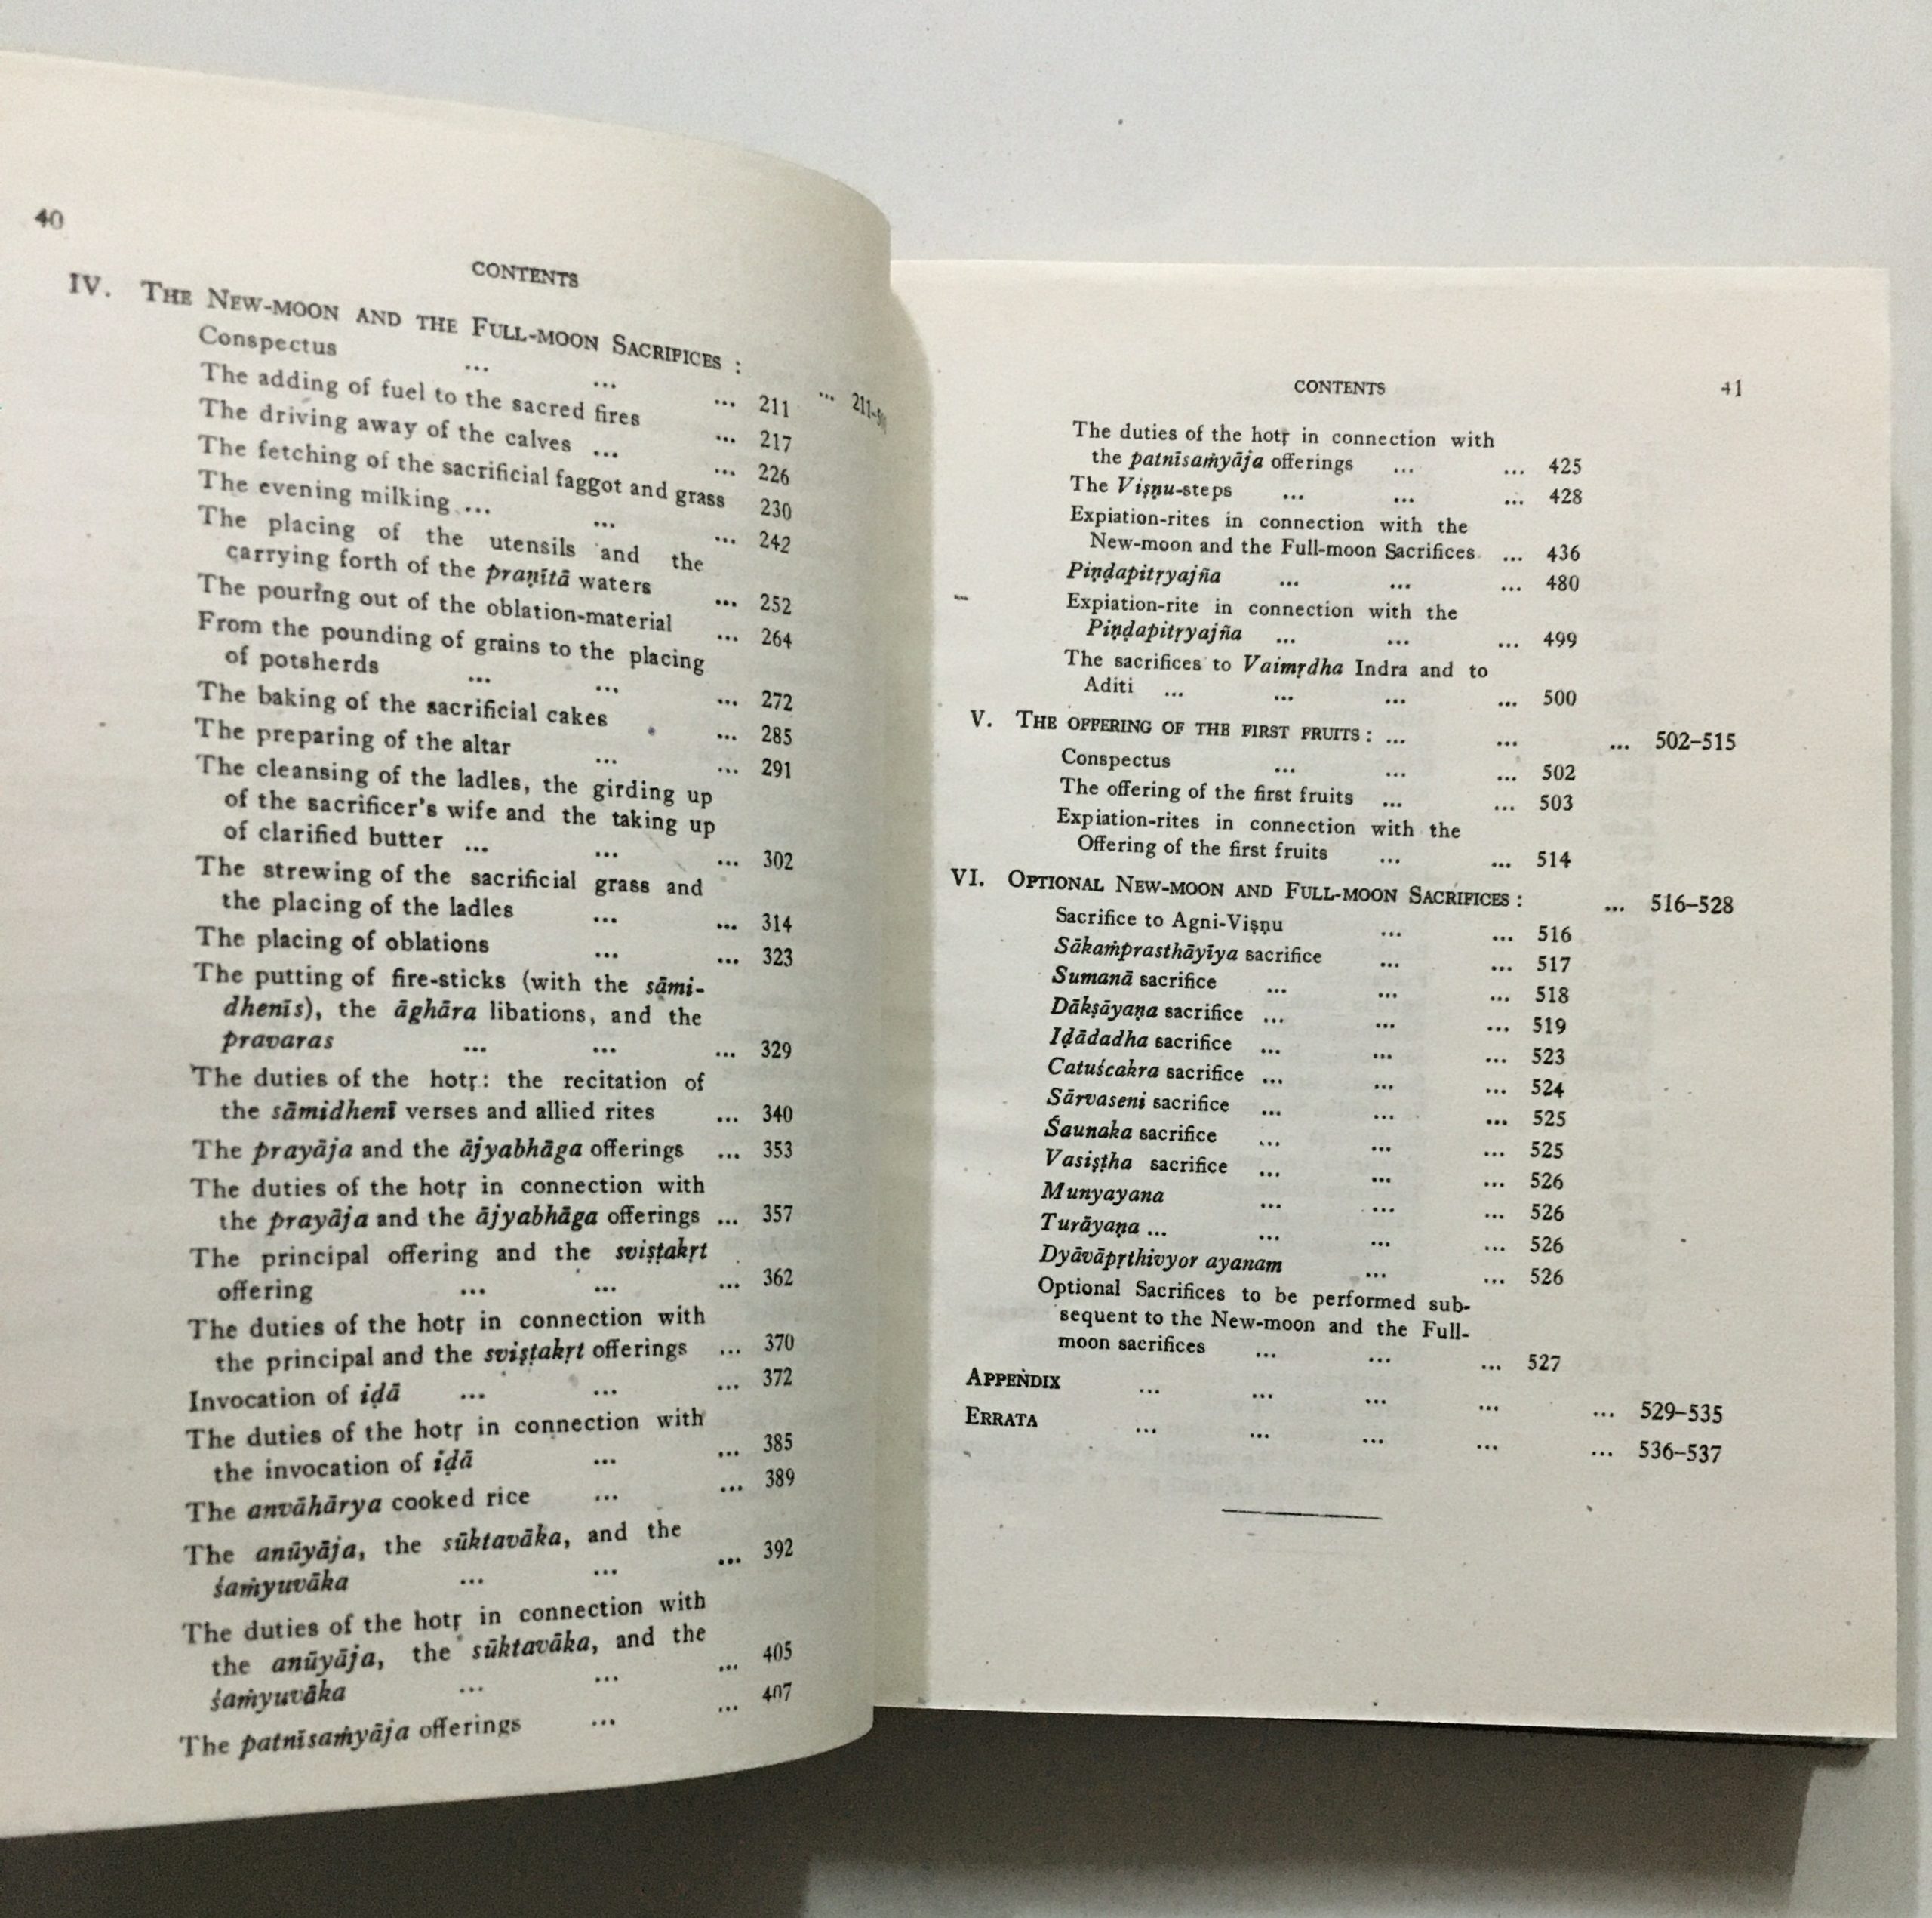 40
CONTENTS
IV. THE NEW-MOON AND THE FULL-MOON SACRIFICES : ...
Conspectus ... ... ... 211
The adding of fuel to the sacred fires ... 217
The driving away of the calves ... ... 226
The fetching of the sacrificial faggot and grass 230
The evening milking ... ... ... 242
The placing of the utensils and the
carrying forth of the praṇītā waters ... 252
The pouring out of the oblation-material ... 264
From the pounding of grains to the placing
of potsherds ... ... ... 272
The baking of the sacrificial cakes ... 285
The preparing of the altar ... ... 291
The cleansing of the ladles, the girding up
of the sacrificer's wife and the taking up
of clarified butter ... ... ... 302
The strewing of the sacrificial grass and
the placing of the ladles ... ... 314
The placing of oblations ... ... 323
The putting of fire-sticks (with the sāmi-
dhenīs), the āghāra libations, and the
pravaras ... ... ... 329
The duties of the hotṛ: the recitation of
the sāmidhenī verses and allied rites ... 340
The prayāja and the ājyabhāga offerings ... 353
The duties of the hotṛ in connection with
the prayāja and the ājyabhāga offerings ... 357
The principal offering and the sviṣṭakṛt
offering ... ... ... 362
The duties of the hotṛ in connection with
the principal and the sviṣṭakṛt offerings ... 370
Invocation of iḍā ... ... ... 372
The duties of the hotṛ in connection with
the invocation of iḍā ... ... 385
The anvāhārya cooked rice ... ... 389
The anūyāja, the sūktavāka, and the
śaṁyuvāka ... ... ... 392
The duties of the hotṛ in connection with
the anūyāja, the sūktavāka, and the
śaṁyuvāka ... ... ... 405
The patnīsaṁyāja offerings ... ... 407
CONTENTS 41
The duties of the hotṛ in connection with
the patnīsaṁyāja offerings ... ... 425
The Viṣṇu-steps ... ... ... 428
Expiation-rites in connection with the
New-moon and the Full-moon Sacrifices ... 436
Piṇḍapitṛyajña ... ... ... 480
Expiation-rite in connection with the
Piṇḍapitṛyajña ... ... ... 499
The sacrifices to Vaimṛdha Indra and to
Aditi ... ... ... ... 500
V. THE OFFERING OF THE FIRST FRUITS : ... ... ... 502–515
Conspectus ... ... ... 502
The offering of the first fruits ... ... 503
Expiation-rites in connection with the
Offering of the first fruits ... ... 514
VI. OPTIONAL NEW-MOON AND FULL-MOON SACRIFICES : ... 516–528
Sacrifice to Agni-Viṣṇu ... ... 516
Sākaṁprasthāyīya sacrifice ... ... 517
Sumanā sacrifice ... ... ... 518
Dākṣāyaṇa sacrifice ... ... ... 519
Iḍādadha sacrifice ... ... ... 523
Catuścakra sacrifice ... ... ... 524
Sārvaseni sacrifice ... ... ... 525
Śaunaka sacrifice ... ... ... 525
Vasiṣṭha sacrifice ... ... ... 526
Munyayana ... ... ... 526
Turāyaṇa ... ... ... ... 526
Dyāvāpṛthivyor ayanam ... ... 526
Optional Sacrifices to be performed sub-
sequent to the New-moon and the Full-
moon sacrifices ... ... ... 527
APPENDIX ... ... ... ... ... 529–535
ERRATA ... ... ... ... ... 536–537